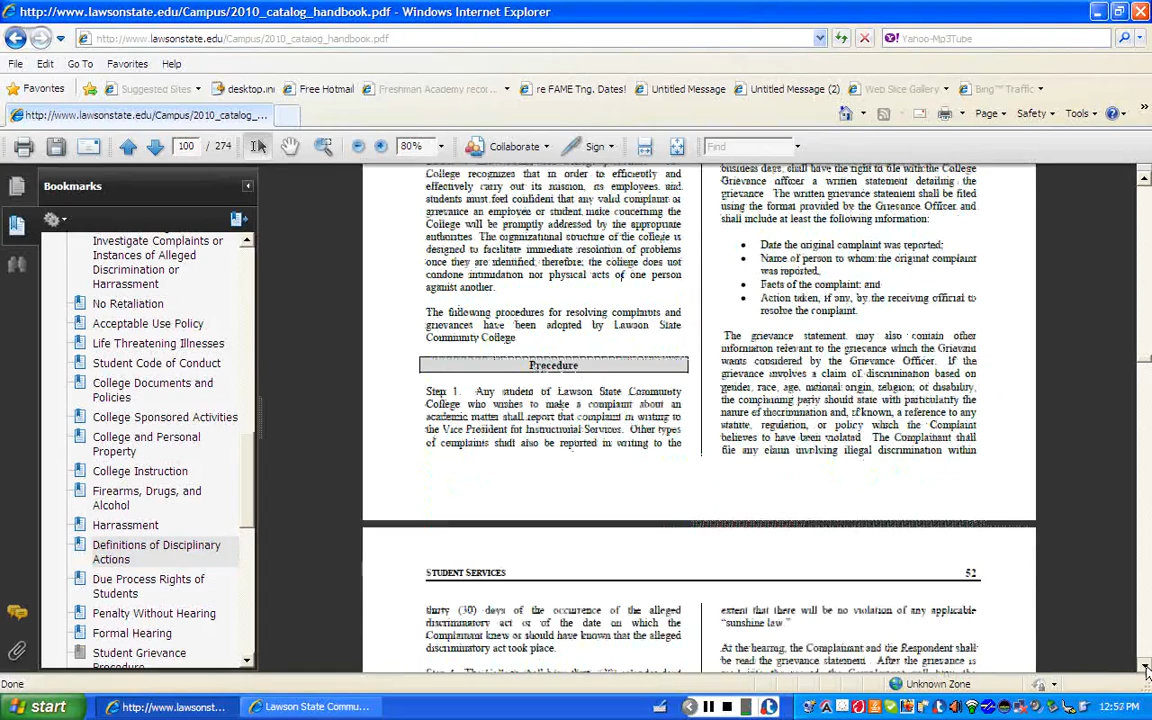 http://www.lawsonstate.edu/Campus/2010_catalog_handbook.pdf - Windows Internet Explorer
http://www.lawsonstate.edu/Campus/2010_catalog_handbook.pdf
Yahoo-Mp3Tube
File Edit Go To Favorites Help
Favorites Suggested Sites desktop.ini Free Hotmail Freshman Academy recor... re FAME Tng. Dates! Untitled Message Untitled Message (2) Web Slice Gallery Bing™ Traffic
http://www.lawsonstate.edu/Campus/2010_catalog_...
Page Safety Tools
100 / 274 80% Collaborate Sign Find
Bookmarks
Investigate Complaints or
Instances of Alleged
Discrimination or
Harassment
No Retaliation
Acceptable Use Policy
Life Threatening Illnesses
Student Code of Conduct
College Documents and
Policies
College Sponsored Activities
College and Personal
Property
College Instruction
Firearms, Drugs, and
Alcohol
Harrassment
Definitions of Disciplinary
Actions
Due Process Rights of
Students
Penalty Without Hearing
Formal Hearing
Student Grievance
Procedure
College recognizes that in order to efficiently and
effectively carry out its mission, its employees and
students must feel confident that any valid complaint or
grievance an employee or student make concerning the
College will be promptly addressed by the appropriate
authorities. The organizational structure of the college is
designed to facilitate immediate resolution of problems
once they are identified, therefore; the college does not
condone intimidation nor physical acts of one person
against another.
The following procedures for resolving complaints and
grievances have been adopted by Lawson State
Community College
Procedure
Step 1. Any student of Lawson State Community
College who wishes to make a complaint about an
academic matter shall report that complaint in writing to
the Vice President for Instructional Services. Other types
of complaints shall also be reported in writing to the
business days, shall have the right to file with the College
Grievance officer a written statement detailing the
grievance. The written grievance statement shall be filed
using the format provided by the Grievance Officer and
shall include at least the following information:
• Date the original complaint was reported;
• Name of person to whom the original complaint
was reported,
• Facts of the complaint; and
• Action taken, if any, by the receiving official to
resolve the complaint.
The grievance statement may also contain other
information relevant to the grievance which the Grievant
wants considered by the Grievance Officer. If the
grievance involves a claim of discrimination based on
gender, race, age, national origin, religion, or disability,
the complaining party should state with particularity the
nature of discrimination and, if known, a reference to any
statute, regulation, or policy which the Complaint
believes to have been violated. The Complainant shall
file any claim involving illegal discrimination within
STUDENT SERVICES 52
thirty (30) days of the occurrence of the alleged
discriminatory act or of the date on which the
Complainant knew or should have known that the alleged
discriminatory act took place.
extent that there will be no violation of any applicable
"sunshine law."
At the hearing, the Complainant and the Respondent shall
be read the grievance statement. After the grievance is
Done
Unknown Zone
start
http://www.lawsonst...
Lawson State Commu...
12:53 PM